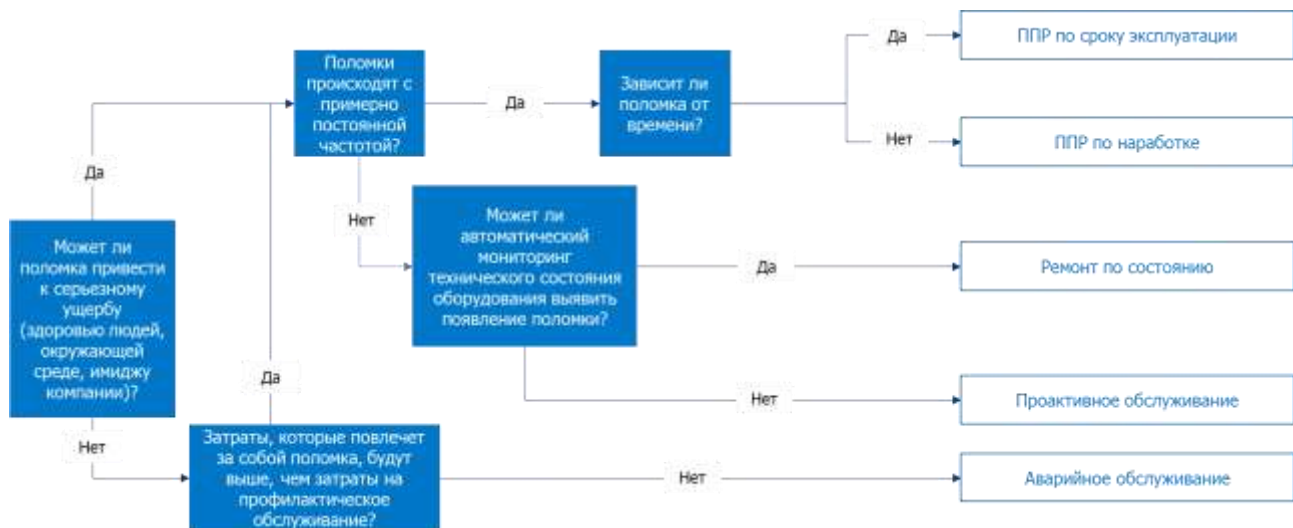 Да
ППР по сроку эксплуатации
Поломки
происходят с
примерно
постоянной
частотой?
Да
Зависит ли
поломка от
времени?
Нет
ППР по наработке
Да
Нет
Может ли
автоматический
мониторинг
технического состояния
оборудования выявить
появление поломки?
Да
Ремонт по состоянию
Может ли
поломка привести
к серьезному
ущербу
(здоровью людей,
окружающей
среде, имиджу
компании)?
Да
Нет
Проактивное обслуживание
Нет
Затраты, которые повлечет
за собой поломка, будут
выше, чем затраты на
профилактическое
обслуживание?
Нет
Аварийное обслуживание